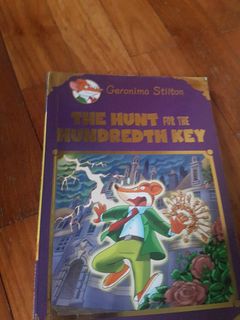 Geronimo Stilton
THE HUNT FOR THE
HUNDREDTH KEY